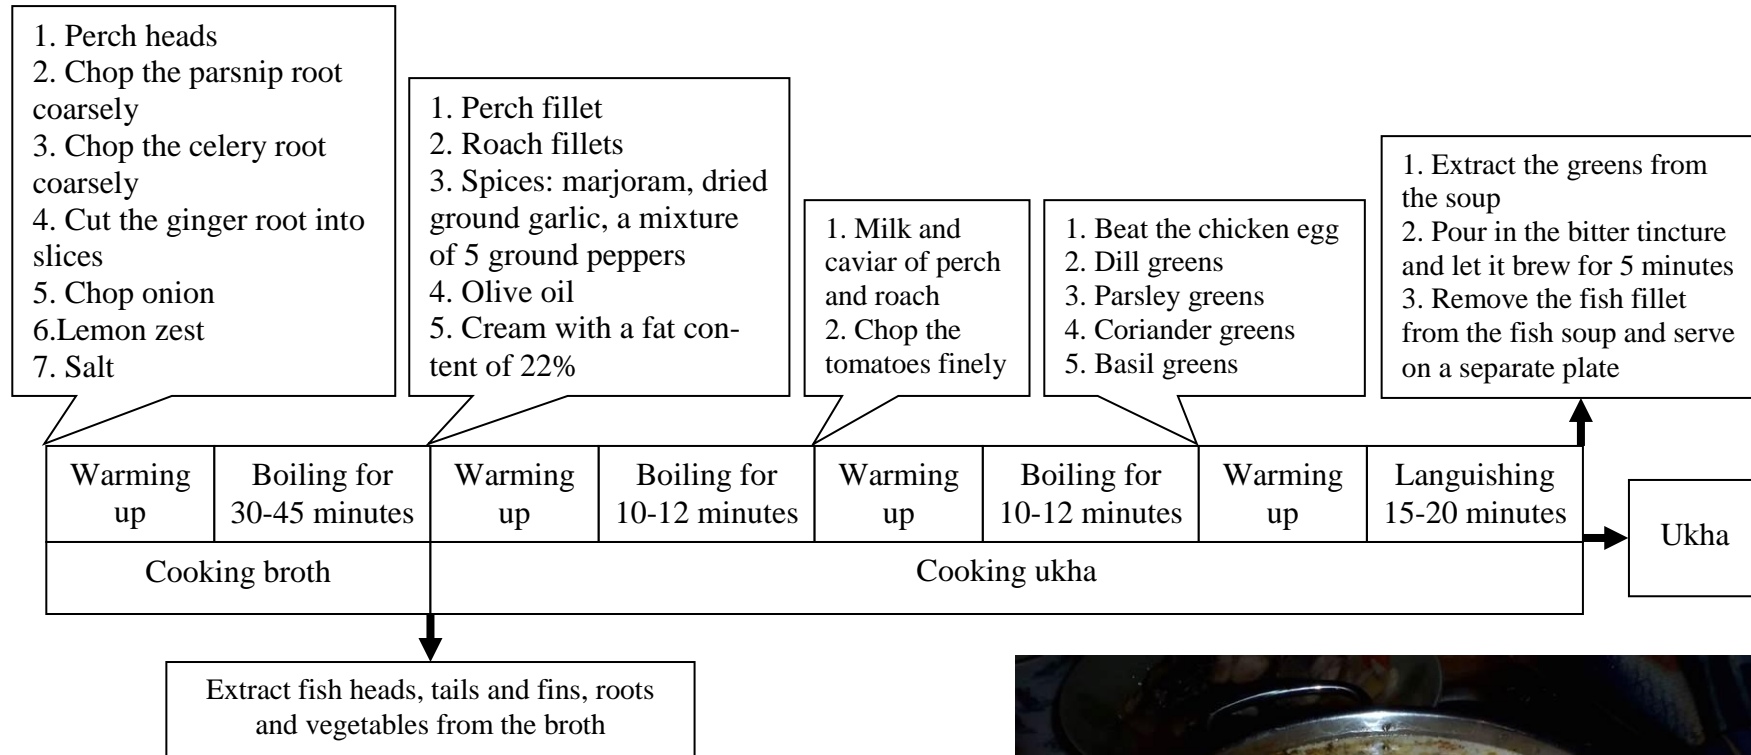 1. Perch heads
2. Chop the parsnip root
coarsely
3. Chop the celery root
coarsely
4. Cut the ginger root into
slices
5. Chop onion
6.Lemon zest
7. Salt
1. Perch fillet
2. Roach fillets
3. Spices: marjoram, dried
ground garlic, a mixture
of 5 ground peppers
4. Olive oil
5. Cream with a fat con-
tent of 22%
1. Milk and
caviar of perch
and roach
2. Chop the
tomatoes finely
1. Beat the chicken egg
2. Dill greens
3. Parsley greens
4. Coriander greens
5. Basil greens
1. Extract the greens from
the soup
2. Pour in the bitter tincture
and let it brew for 5 minutes
3. Remove the fish fillet
from the fish soup and serve
on a separate plate
Warming
up
Boiling for
30-45 minutes
Warming
up
Boiling for
10-12 minutes
Warming
up
Boiling for
10-12 minutes
Warming
up
Languishing
15-20 minutes
Ukha
Cooking broth
Cooking ukha
Extract fish heads, tails and fins, roots
and vegetables from the broth